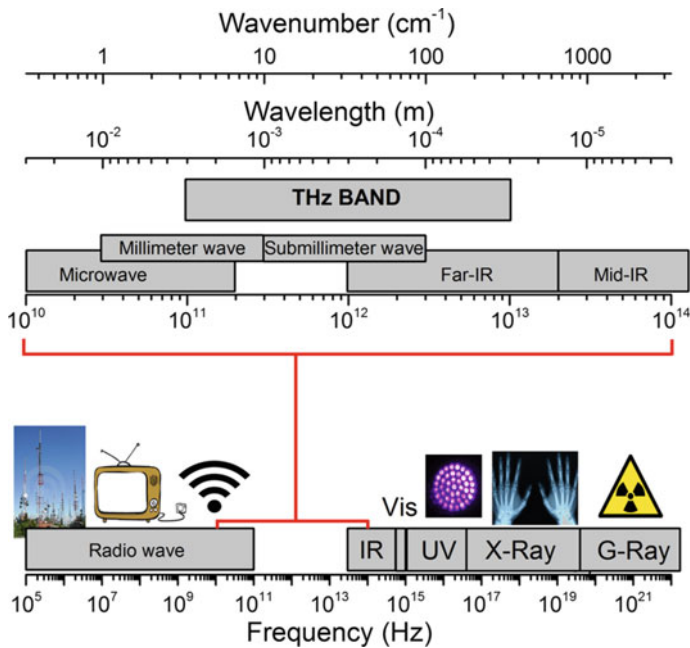 Wavenumber (cm⁻¹)
1 10 100 1000
Wavelength (m)
10⁻² 10⁻³ 10⁻⁴ 10⁻⁵
THz BAND
Millimeter wave Submillimeter wave
Microwave Far-IR Mid-IR
10¹⁰ 10¹¹ 10¹² 10¹³ 10¹⁴
Vis
Radio wave IR UV X-Ray G-Ray
10⁵ 10⁷ 10⁹ 10¹¹ 10¹³ 10¹⁵ 10¹⁷ 10¹⁹ 10²¹
Frequency (Hz)